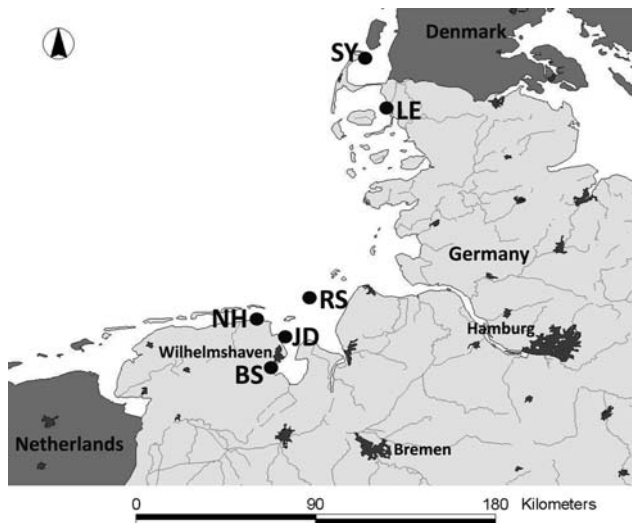 Denmark
SY
LE
Germany
RS
NH
JD
Hamburg
Wilhelmshaven
BS
Netherlands
Bremen
0 90 180 Kilometers